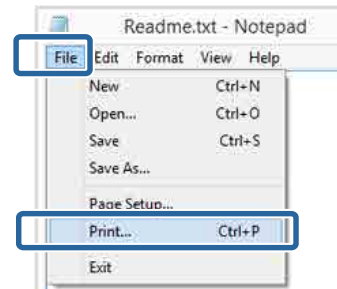 Readme.txt - Notepad
File Edit Format View Help
New Ctrl+N
Open... Ctrl+O
Save Ctrl+S
Save As...
Page Setup...
Print... Ctrl+P
Exit